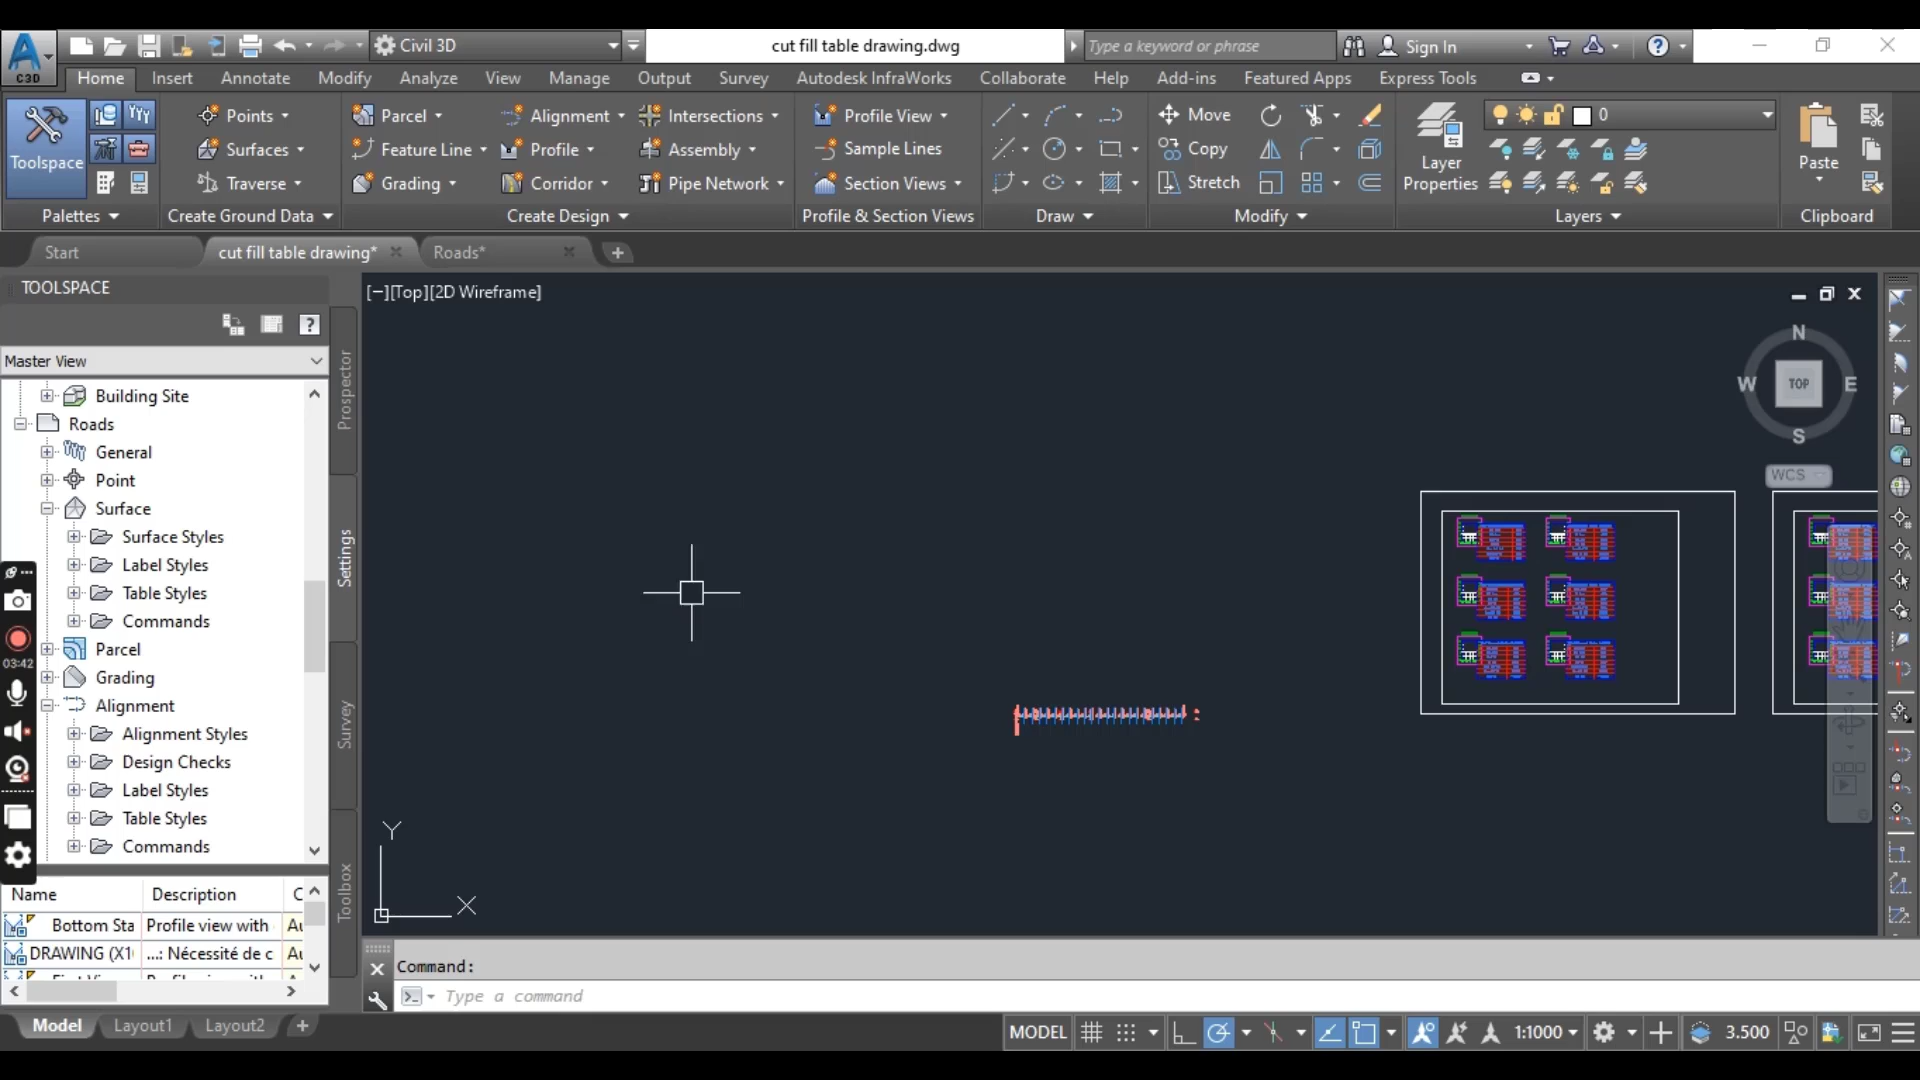 Civil 3D
cut fill table drawing.dwg
Type a keyword or phrase
Sign In
C3D
Home Insert Annotate Modify Analyze View Manage Output Survey Autodesk InfraWorks Collaborate Help Add-ins Featured Apps Express Tools
Toolspace
Points
Surfaces
Traverse
Parcel
Feature Line
Grading
Alignment
Profile
Corridor
Intersections
Assembly
Pipe Network
Profile View
Sample Lines
Section Views
Move
Copy
Stretch
Layer
Properties
0
Paste
Palettes
Create Ground Data
Create Design
Profile & Section Views
Draw
Modify
Layers
Clipboard
Start
cut fill table drawing*
Roads*
TOOLSPACE
[−][Top][2D Wireframe]
Master View
Building Site
Roads
General
Point
Surface
Surface Styles
Label Styles
Table Styles
Commands
Parcel
Grading
Alignment
Alignment Styles
Design Checks
Label Styles
Table Styles
Commands
03:42
Prospector
Settings
Survey
Toolbox
N
W
TOP
E
S
WCS
Y
X
Name Description C
Bottom Sta Profile view with Au
DRAWING (X1 ...: Nécessité de c Au
Command:
Type a command
Model
Layout1
Layout2
MODEL
1:1000
3.500